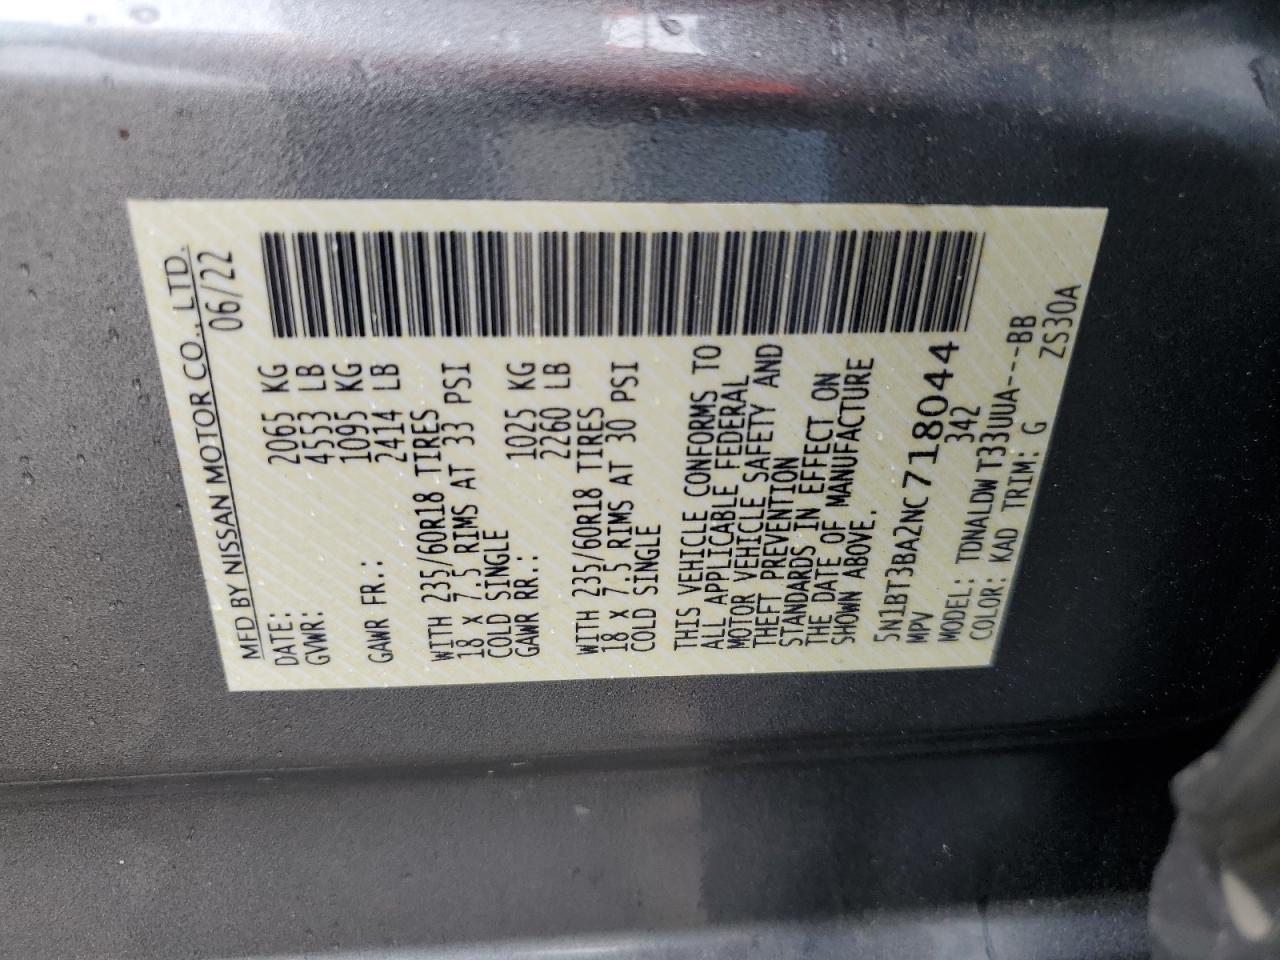 MFD BY NISSAN MOTOR CO., LTD.
DATE: 06/22
GVWR: 2065 KG
4553 LB
1095 KG
GAWR FR.: 2414 LB
WITH 235/60R18 TIRES
18 X 7.5 RIMS AT 33 PSI
COLD SINGLE
GAWR RR.: 1025 KG
2260 LB
WITH 235/60R18 TIRES
18 X 7.5 RIMS AT 30 PSI
COLD SINGLE
THIS VEHICLE CONFORMS TO
ALL APPLICABLE FEDERAL
MOTOR VEHICLE SAFETY AND
THEFT PREVENTION
STANDARDS IN EFFECT ON
THE DATE OF MANUFACTURE
SHOWN ABOVE.
5N1BT3BA2NC718044
MPV 342
MODEL: TDNALDWT33UUA---BB
COLOR: KAD TRIM: G ZS30A